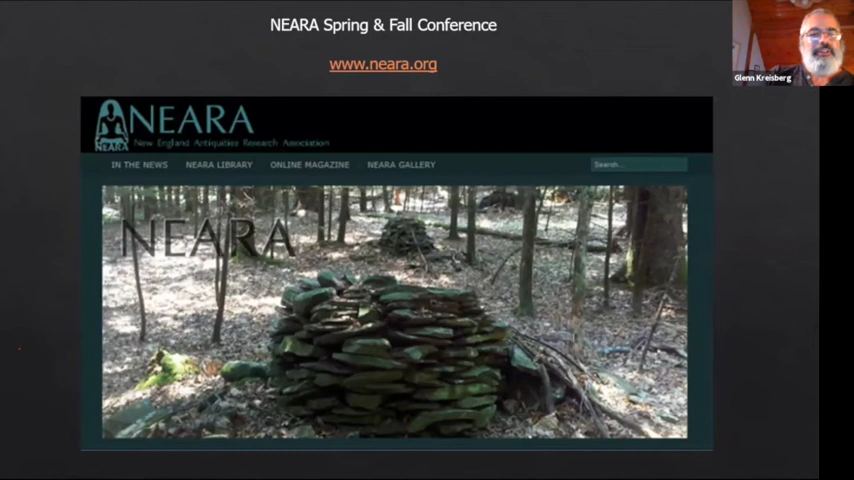 NEARA Spring & Fall Conference
www.neara.org
Glenn Kreisberg
NEARA
New England Antiquities Research Association
NEARA
IN THE NEWS NEARA LIBRARY ONLINE MAGAZINE NEARA GALLERY Search...
NEARA